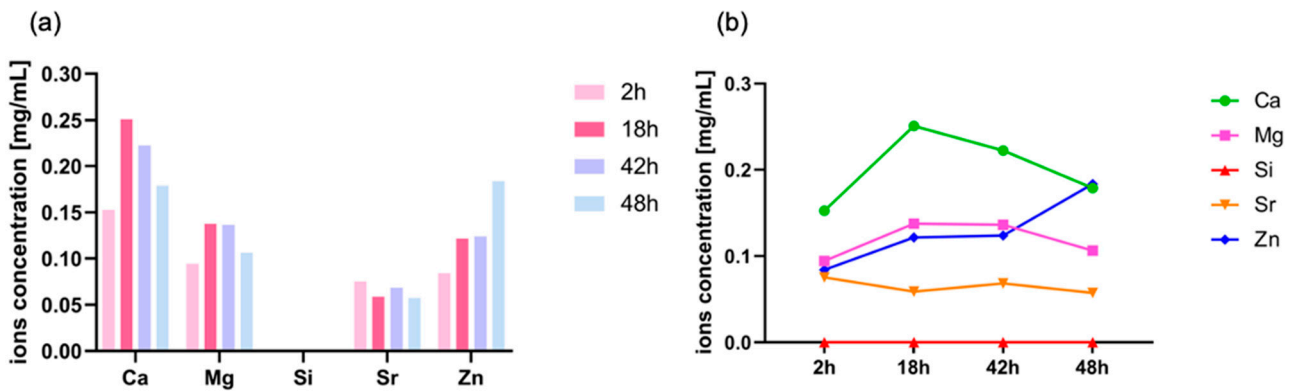 (a)
ions concentration [mg/mL]
0.30
0.25
0.20
0.15
0.10
0.05
0.00
Ca Mg Si Sr Zn
2h
18h
42h
48h
(b)
ions concentration [mg/mL]
0.3
0.2
0.1
0.0
2h 18h 42h 48h
Ca
Mg
Si
Sr
Zn